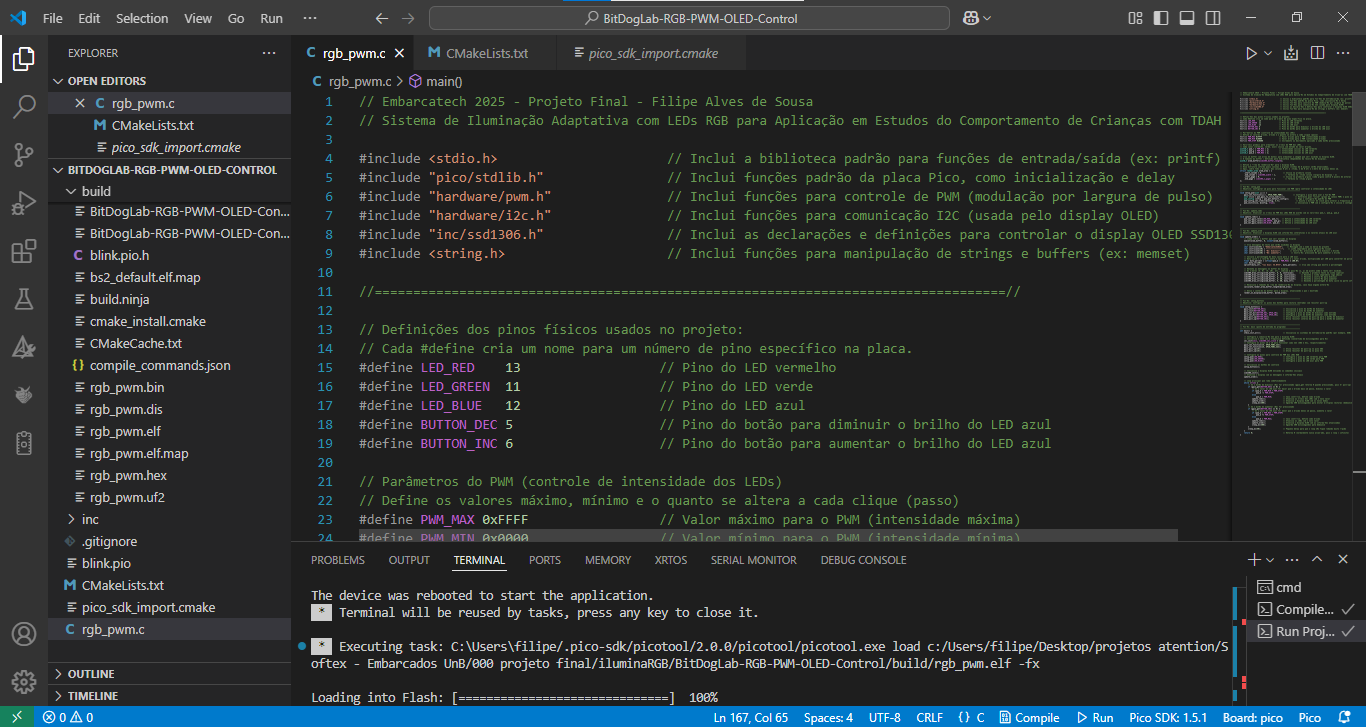 File Edit Selection View Go Run ··· BitDogLab-RGB-PWM-OLED-Control
EXPLORER ···
OPEN EDITORS
C rgb_pwm.c
M CMakeLists.txt
pico_sdk_import.cmake
BITDOGLAB-RGB-PWM-OLED-CONTROL
build
BitDogLab-RGB-PWM-OLED-Con...
BitDogLab-RGB-PWM-OLED-Con...
C blink.pio.h
bs2_default.elf.map
build.ninja
cmake_install.cmake
CMakeCache.txt
{} compile_commands.json
rgb_pwm.bin
rgb_pwm.dis
rgb_pwm.elf
rgb_pwm.elf.map
rgb_pwm.hex
rgb_pwm.uf2
inc
.gitignore
blink.pio
M CMakeLists.txt
pico_sdk_import.cmake
C rgb_pwm.c
OUTLINE
TIMELINE
C rgb_pwm.c M CMakeLists.txt pico_sdk_import.cmake
C rgb_pwm.c > main()
1 // Embarcatech 2025 - Projeto Final - Filipe Alves de Sousa
2 // Sistema de Iluminação Adaptativa com LEDs RGB para Aplicação em Estudos do Comportamento de Crianças com TDAH
3
4 #include <stdio.h> // Inclui a biblioteca padrão para funções de entrada/saída (ex: printf)
5 #include "pico/stdlib.h" // Inclui funções padrão da placa Pico, como inicialização e delay
6 #include "hardware/pwm.h" // Inclui funções para controle de PWM (modulação por largura de pulso)
7 #include "hardware/i2c.h" // Inclui funções para comunicação I2C (usada pelo display OLED)
8 #include "inc/ssd1306.h" // Inclui as declarações e definições para controlar o display OLED SSD130
9 #include <string.h> // Inclui funções para manipulação de strings e buffers (ex: memset)
10
11 //==================================================================================//
12
13 // Definições dos pinos físicos usados no projeto:
14 // Cada #define cria um nome para um número de pino específico na placa.
15 #define LED_RED 13 // Pino do LED vermelho
16 #define LED_GREEN 11 // Pino do LED verde
17 #define LED_BLUE 12 // Pino do LED azul
18 #define BUTTON_DEC 5 // Pino do botão para diminuir o brilho do LED azul
19 #define BUTTON_INC 6 // Pino do botão para aumentar o brilho do LED azul
20
21 // Parâmetros do PWM (controle de intensidade dos LEDs)
22 // Define os valores máximo, mínimo e o quanto se altera a cada clique (passo)
23 #define PWM_MAX 0xFFFF // Valor máximo para o PWM (intensidade máxima)
24 #define PWM_MIN 0x0000 // Valor mínimo para o PWM (intensidade mínima)
PROBLEMS OUTPUT TERMINAL PORTS MEMORY XRTOS SERIAL MONITOR DEBUG CONSOLE
The device was rebooted to start the application.
* Terminal will be reused by tasks, press any key to close it.
* Executing task: C:\Users\filipe/.pico-sdk/picotool/2.0.0/picotool/picotool.exe load c:/Users/filipe/Desktop/projetos atention/S
oftex - Embarcados UnB/000 projeto final/iluminaRGB/BitDogLab-RGB-PWM-OLED-Control/build/rgb_pwm.elf -fx
Loading into Flash: [==============================] 100%
cmd
Compile...
Run Proj...
0 0 Ln 167, Col 65 Spaces: 4 UTF-8 CRLF {} C Compile Run Pico SDK: 1.5.1 Board: pico Pico